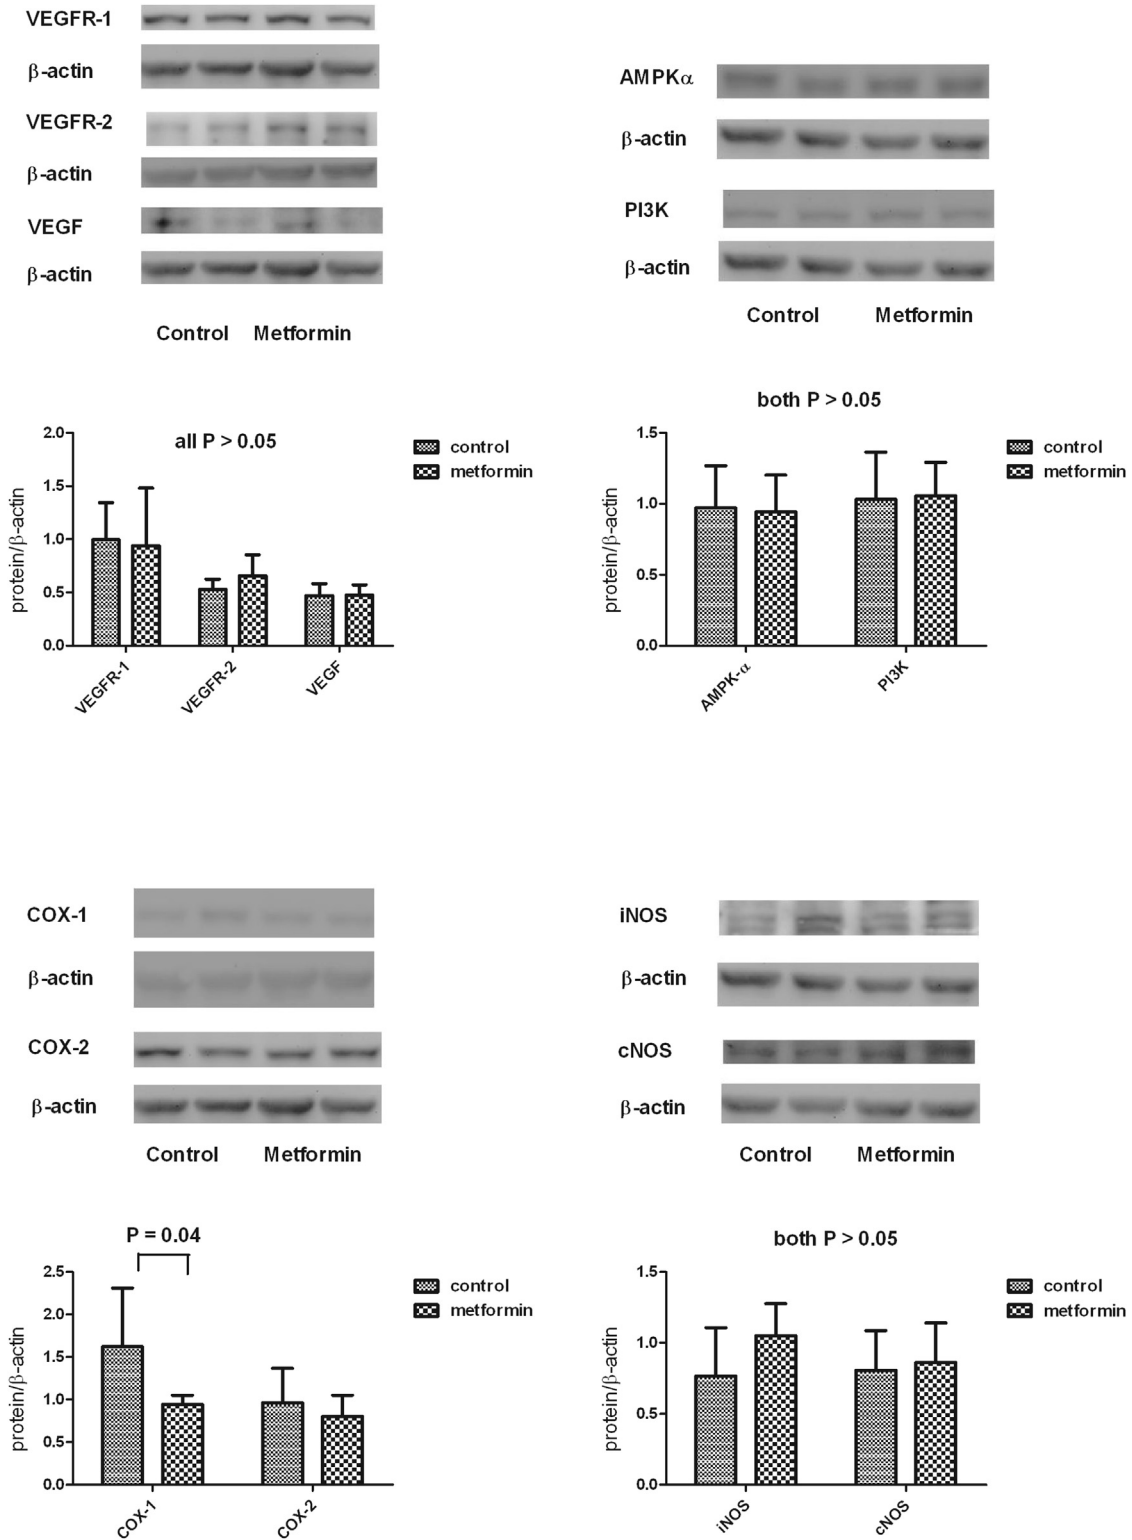 VEGFR-1
β-actin
VEGFR-2
β-actin
VEGF
β-actin
Control Metformin
AMPKα
β-actin
PI3K
β-actin
Control Metformin
all P > 0.05
control
metformin
protein/β-actin
2.0
1.5
1.0
0.5
0.0
VEGFR-1 VEGFR-2 VEGF
both P > 0.05
control
metformin
protein/β-actin
1.5
1.0
0.5
0.0
AMPK-α PI3K
COX-1
β-actin
COX-2
β-actin
Control Metformin
iNOS
β-actin
cNOS
β-actin
Control Metformin
P = 0.04
control
metformin
protein/β-actin
2.5
2.0
1.5
1.0
0.5
0.0
COX-1 COX-2
both P > 0.05
control
metformin
protein/β-actin
1.5
1.0
0.5
0.0
iNOS cNOS